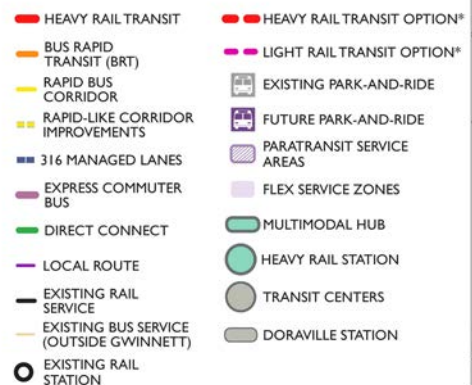 HEAVY RAIL TRANSIT
BUS RAPID
TRANSIT (BRT)
RAPID BUS
CORRIDOR
RAPID-LIKE CORRIDOR
IMPROVEMENTS
316 MANAGED LANES
EXPRESS COMMUTER
BUS
DIRECT CONNECT
LOCAL ROUTE
EXISTING RAIL
SERVICE
EXISTING BUS SERVICE
(OUTSIDE GWINNETT)
EXISTING RAIL
STATION
HEAVY RAIL TRANSIT OPTION*
LIGHT RAIL TRANSIT OPTION*
EXISTING PARK-AND-RIDE
FUTURE PARK-AND-RIDE
PARATRANSIT SERVICE
AREAS
FLEX SERVICE ZONES
MULTIMODAL HUB
HEAVY RAIL STATION
TRANSIT CENTERS
DORAVILLE STATION